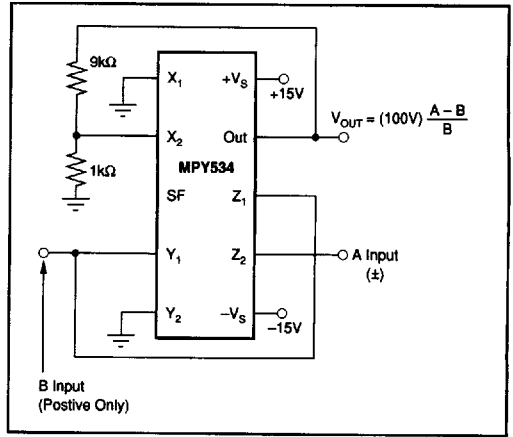 9kΩ
X₁
+Vₛ
+15V
X₂
Out
V_OUT = (100V) (A – B)/B
1kΩ
MPY534
SF
Z₁
Y₁
Z₂
A Input
(±)
Y₂
–Vₛ
–15V
B Input
(Postive Only)